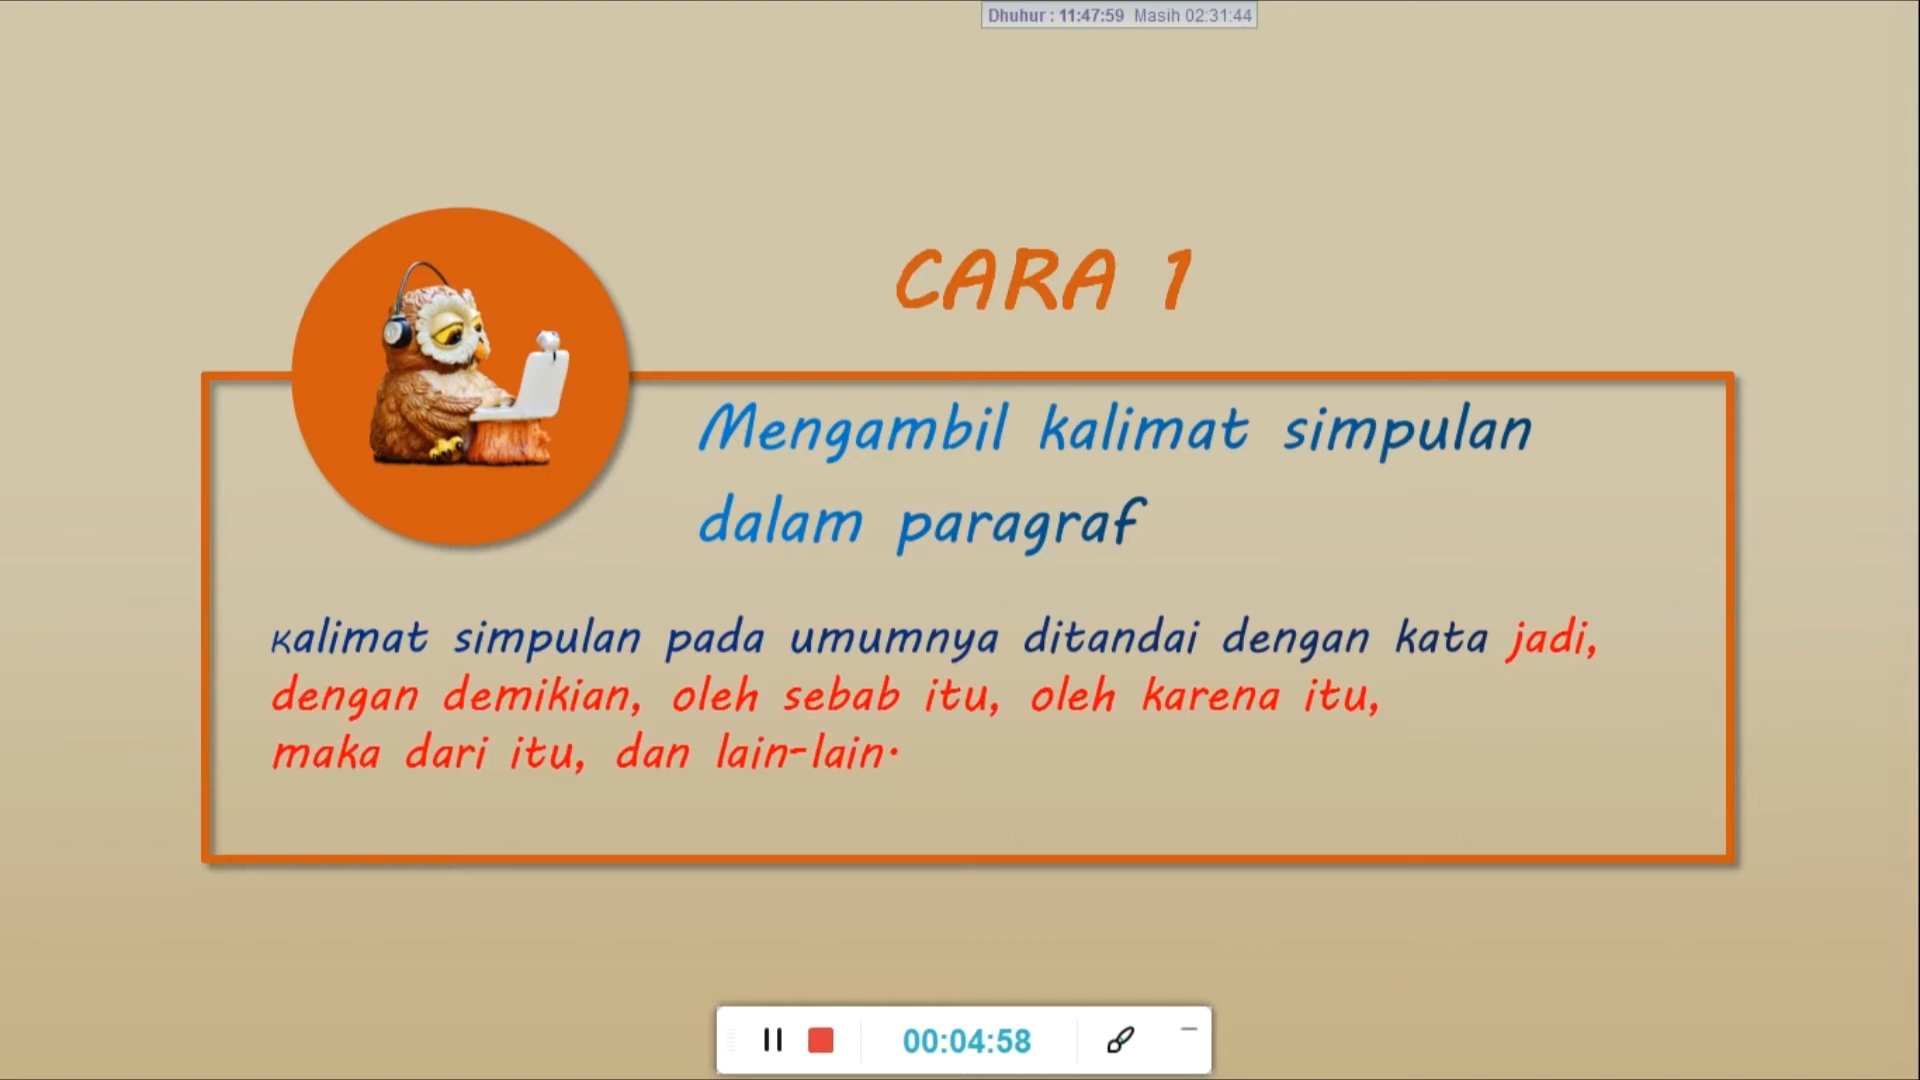 Dhuhur : 11:47:59 Masih 02:31:44
CARA 1
Mengambil kalimat simpulan
dalam paragraf
Kalimat simpulan pada umumnya ditandai dengan kata jadi,
dengan demikian, oleh sebab itu, oleh karena itu,
maka dari itu, dan lain-lain.
00:04:58